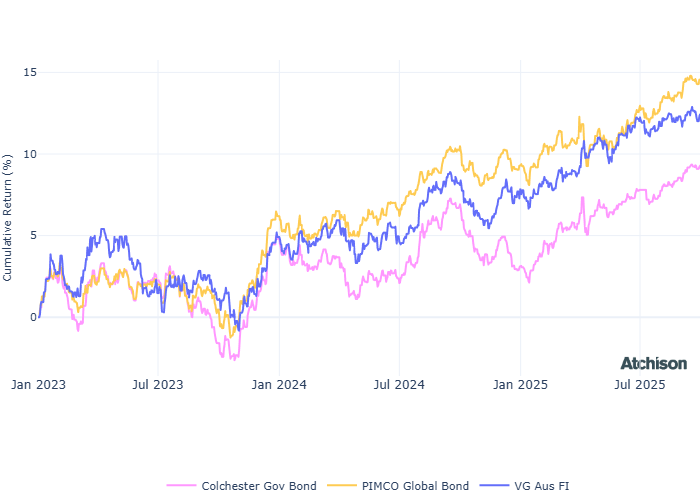 15
10
5
0
Cumulative Return (%)
Jan 2023
Jul 2023
Jan 2024
Jul 2024
Jan 2025
Jul 2025
Atchison
Colchester Gov Bond
PIMCO Global Bond
VG Aus FI